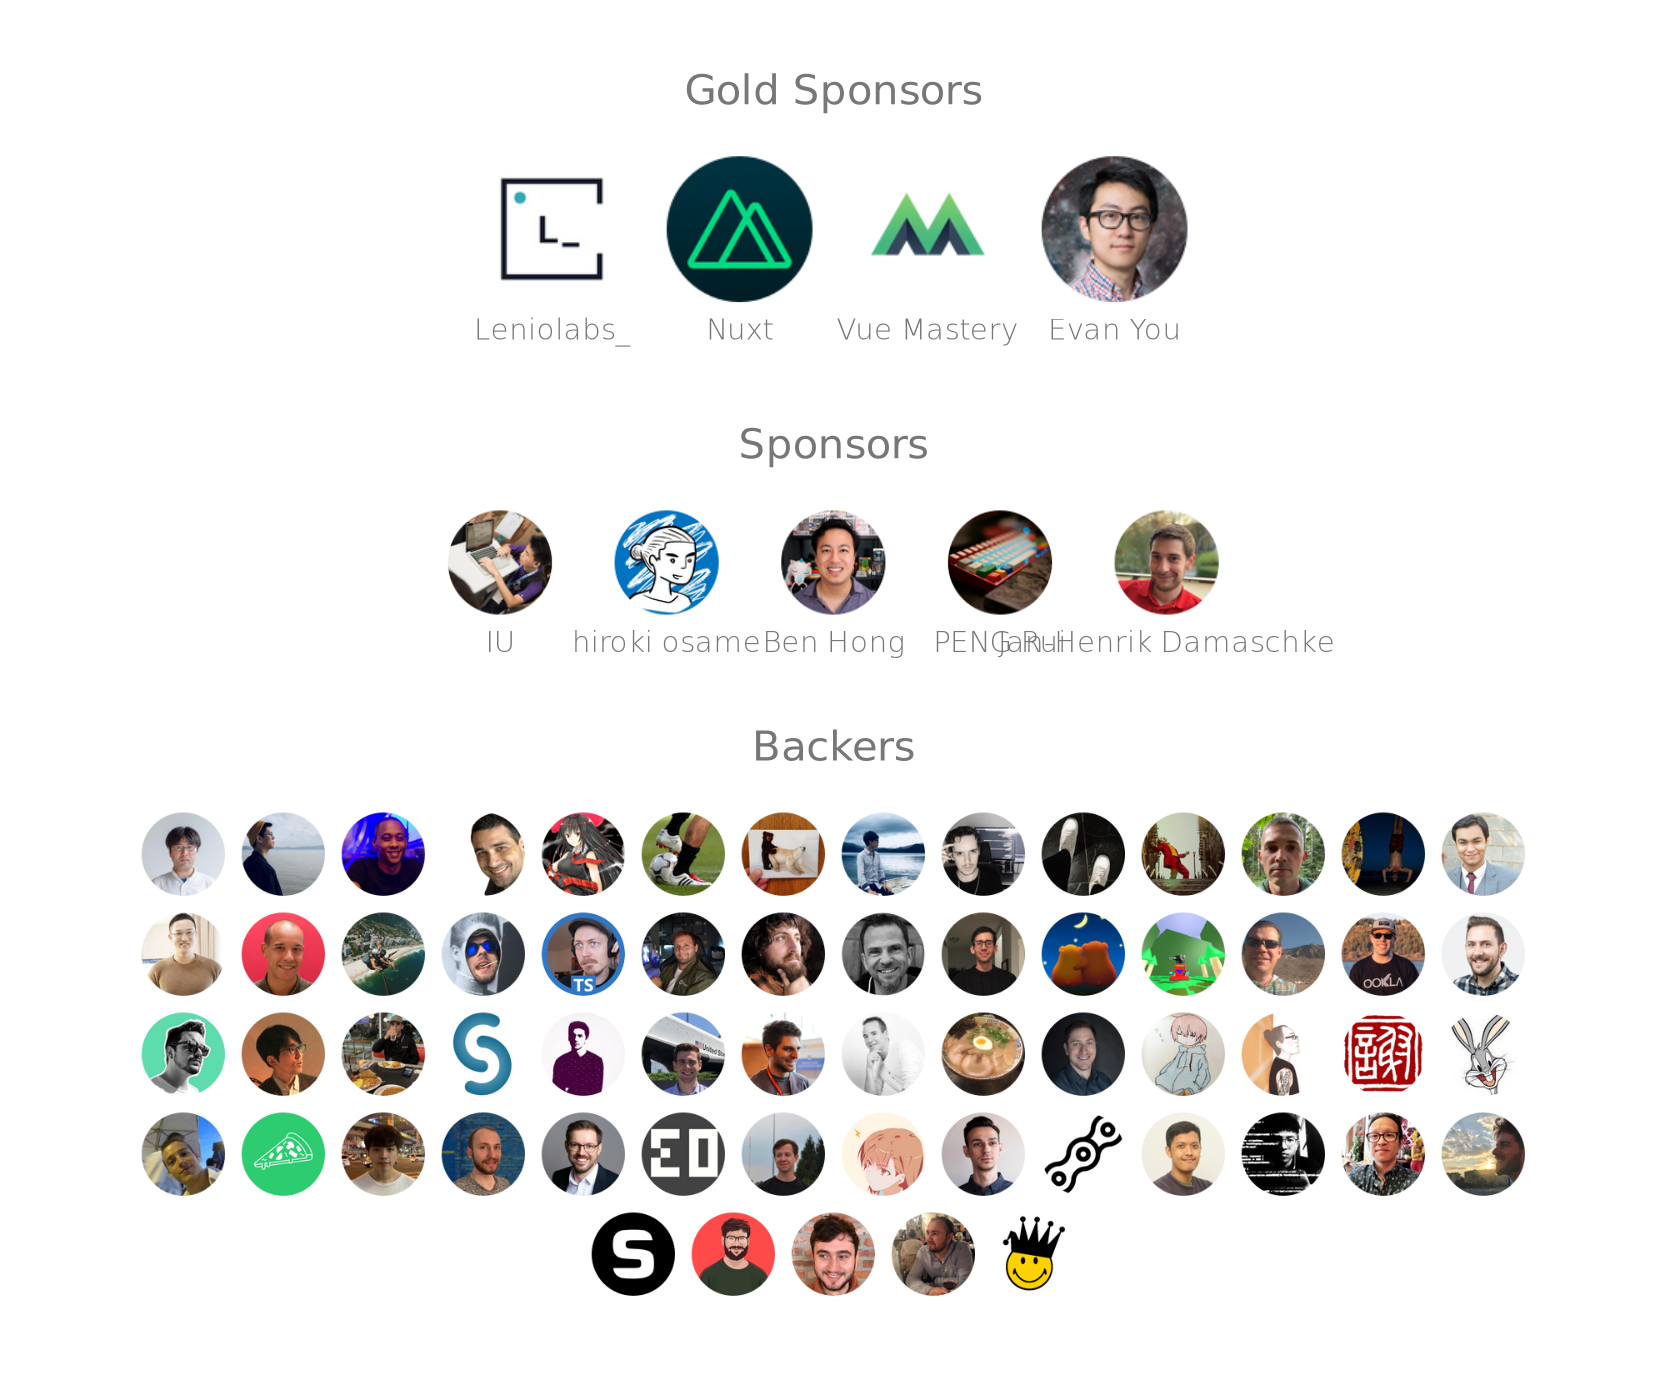 Gold Sponsors
L_
Leniolabs_ Nuxt Vue Mastery Evan You
Sponsors
IU hiroki osame Ben Hong PENG Rui Jan-Henrik Damaschke
Backers
TS
OOKLA
United Sta
S
謝
S